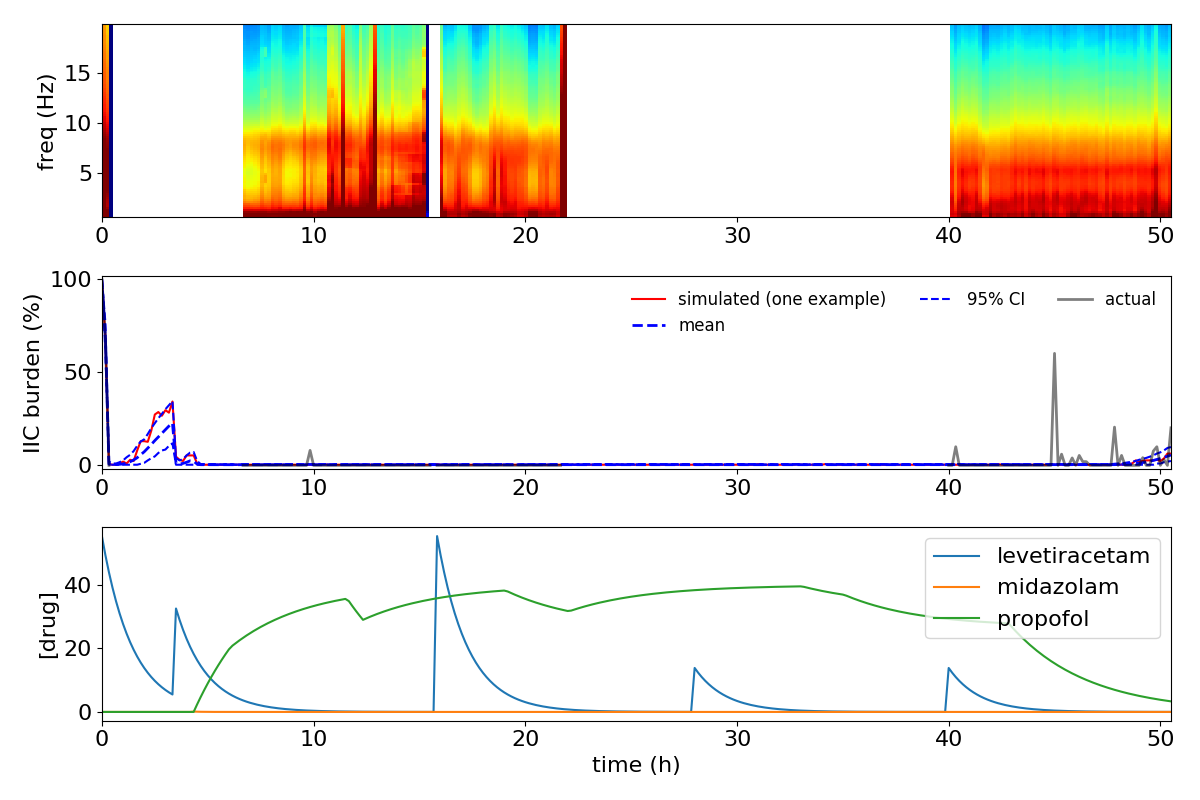 freq (Hz)
15
10
5
0 10 20 30 40 50
IIC burden (%)
100
50
0
simulated (one example)
mean
95% CI
actual
0 10 20 30 40 50
[drug]
40
20
0
levetiracetam
midazolam
propofol
0 10 20 30 40 50
time (h)